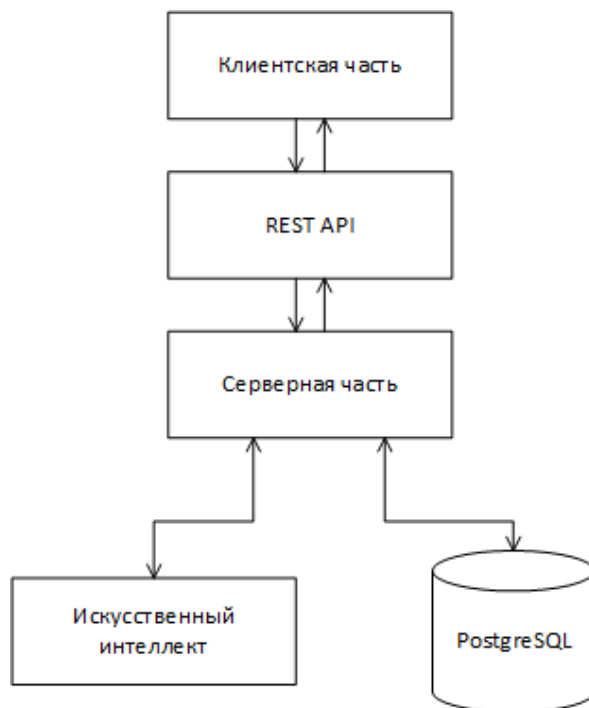 Клиентская часть
REST API
Серверная часть
Искусственный
интеллект
PostgreSQL